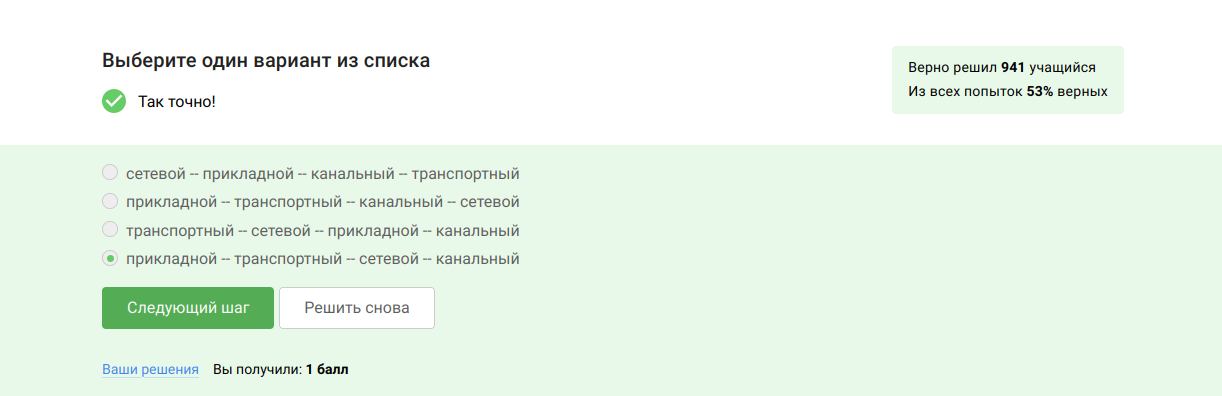 Выберите один вариант из списка
Так точно!
Верно решил 941 учащийся
Из всех попыток 53% верных
сетевой -- прикладной -- канальный -- транспортный
прикладной -- транспортный -- канальный -- сетевой
транспортный -- сетевой -- прикладной -- канальный
прикладной -- транспортный -- сетевой -- канальный
Следующий шаг Решить снова
Ваши решения Вы получили: 1 балл